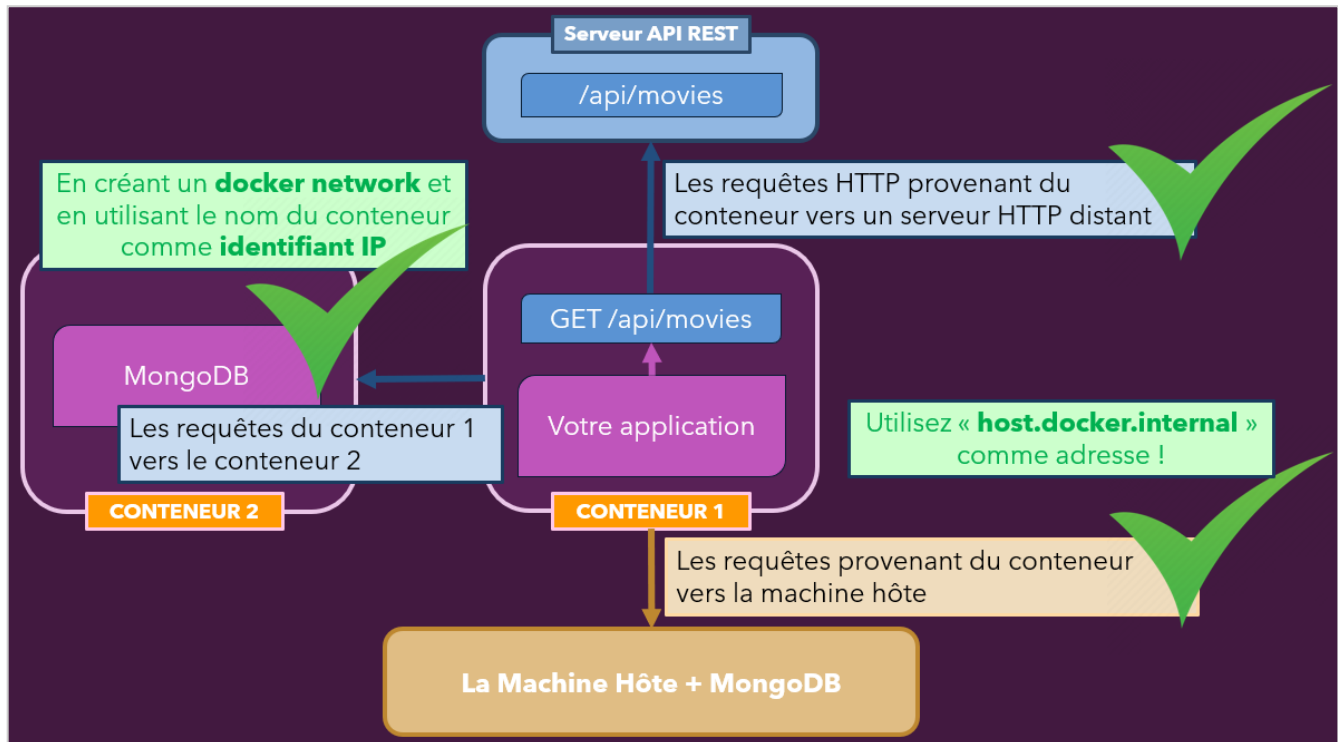 Serveur API REST
/api/movies
En créant un docker network et
en utilisant le nom du conteneur
comme identifiant IP
Les requêtes HTTP provenant du
conteneur vers un serveur HTTP distant
GET /api/movies
MongoDB
Votre application
Les requêtes du conteneur 1
vers le conteneur 2
Utilisez « host.docker.internal »
comme adresse !
CONTENEUR 2
CONTENEUR 1
Les requêtes provenant du conteneur
vers la machine hôte
La Machine Hôte + MongoDB